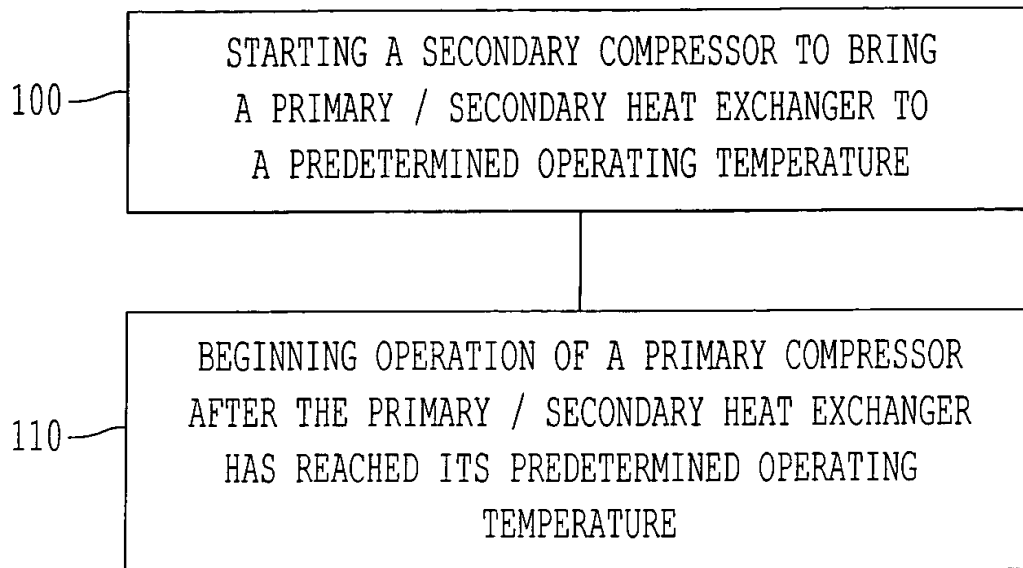 STARTING A SECONDARY COMPRESSOR TO BRING
100
A PRIMARY / SECONDARY HEAT EXCHANGER TO
A PREDETERMINED OPERATING TEMPERATURE
BEGINNING OPERATION OF A PRIMARY COMPRESSOR
AFTER THE PRIMARY / SECONDARY HEAT EXCHANGER
110
HAS REACHED ITS PREDETERMINED OPERATING
TEMPERATURE